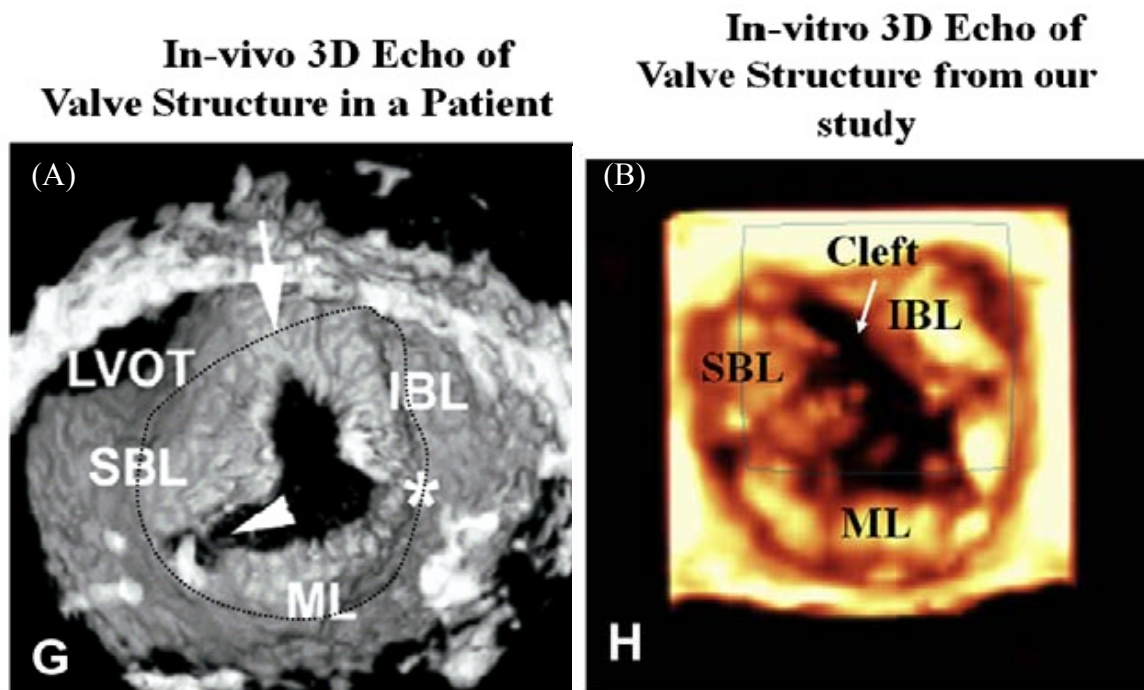 In-vivo 3D Echo of
Valve Structure in a Patient
In-vitro 3D Echo of
Valve Structure from our
study
(A)
LVOT
IBL
SBL
*
ML
G
(B)
Cleft
IBL
SBL
ML
H